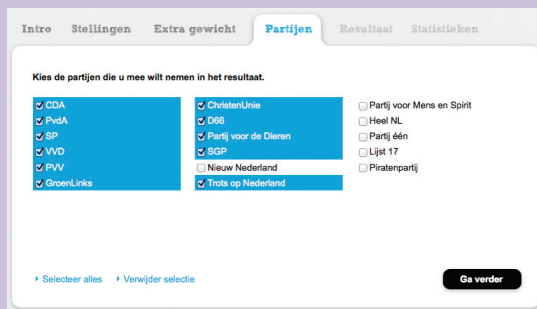 Intro Stellingen Extra gewicht Partijen Resultaat Statistieken
Kies de partijen die u mee wilt nemen in het resultaat.
CDA
PvdA
SP
VVD
PVV
GroenLinks
ChristenUnie
D66
Partij voor de Dieren
SGP
Nieuw Nederland
Trots op Nederland
Partij voor Mens en Spirit
Heel NL
Partij één
Lijst 17
Piratenpartij
Selecteer alles Verwijder selectie
Ga verder